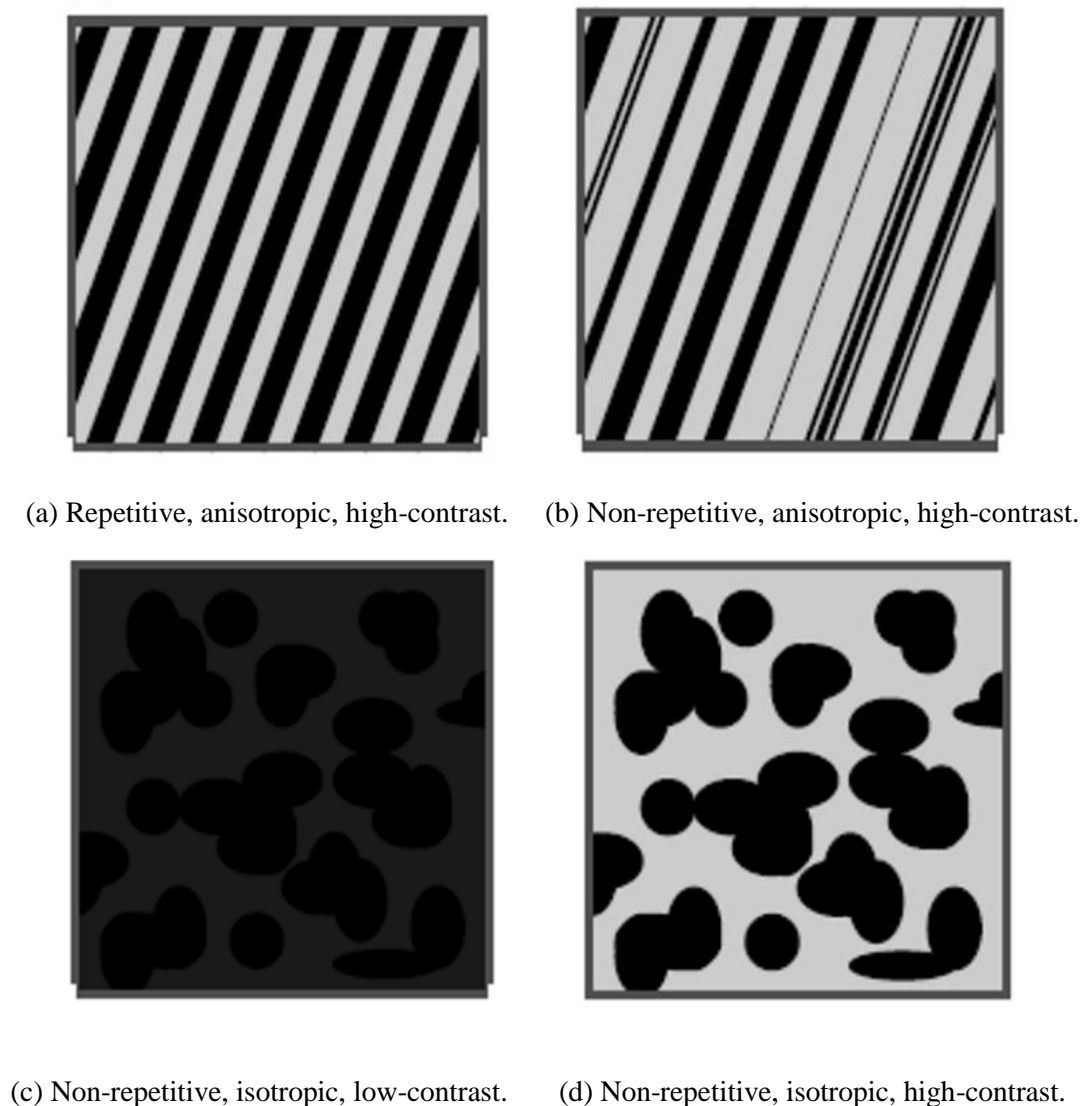 (a) Repetitive, anisotropic, high-contrast.
(b) Non-repetitive, anisotropic, high-contrast.
(c) Non-repetitive, isotropic, low-contrast.
(d) Non-repetitive, isotropic, high-contrast.